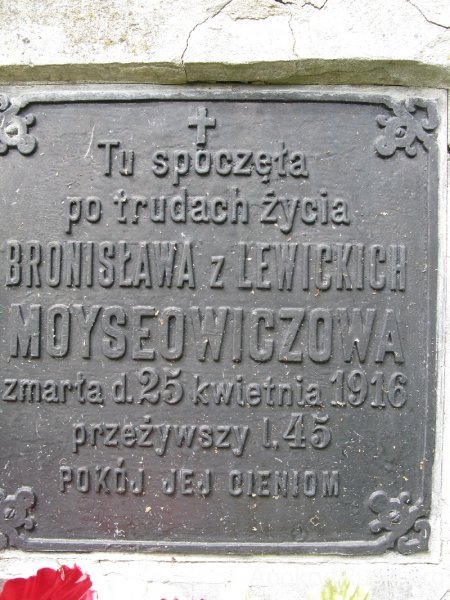 Tu spoczęła
po trudach życia
BRONISŁAWA z LEWICKICH
MOYSEOWICZOWA
zmarła d. 25 kwietnia 1916
przeżywszy l. 45
POKÓJ JEJ CIENIOM